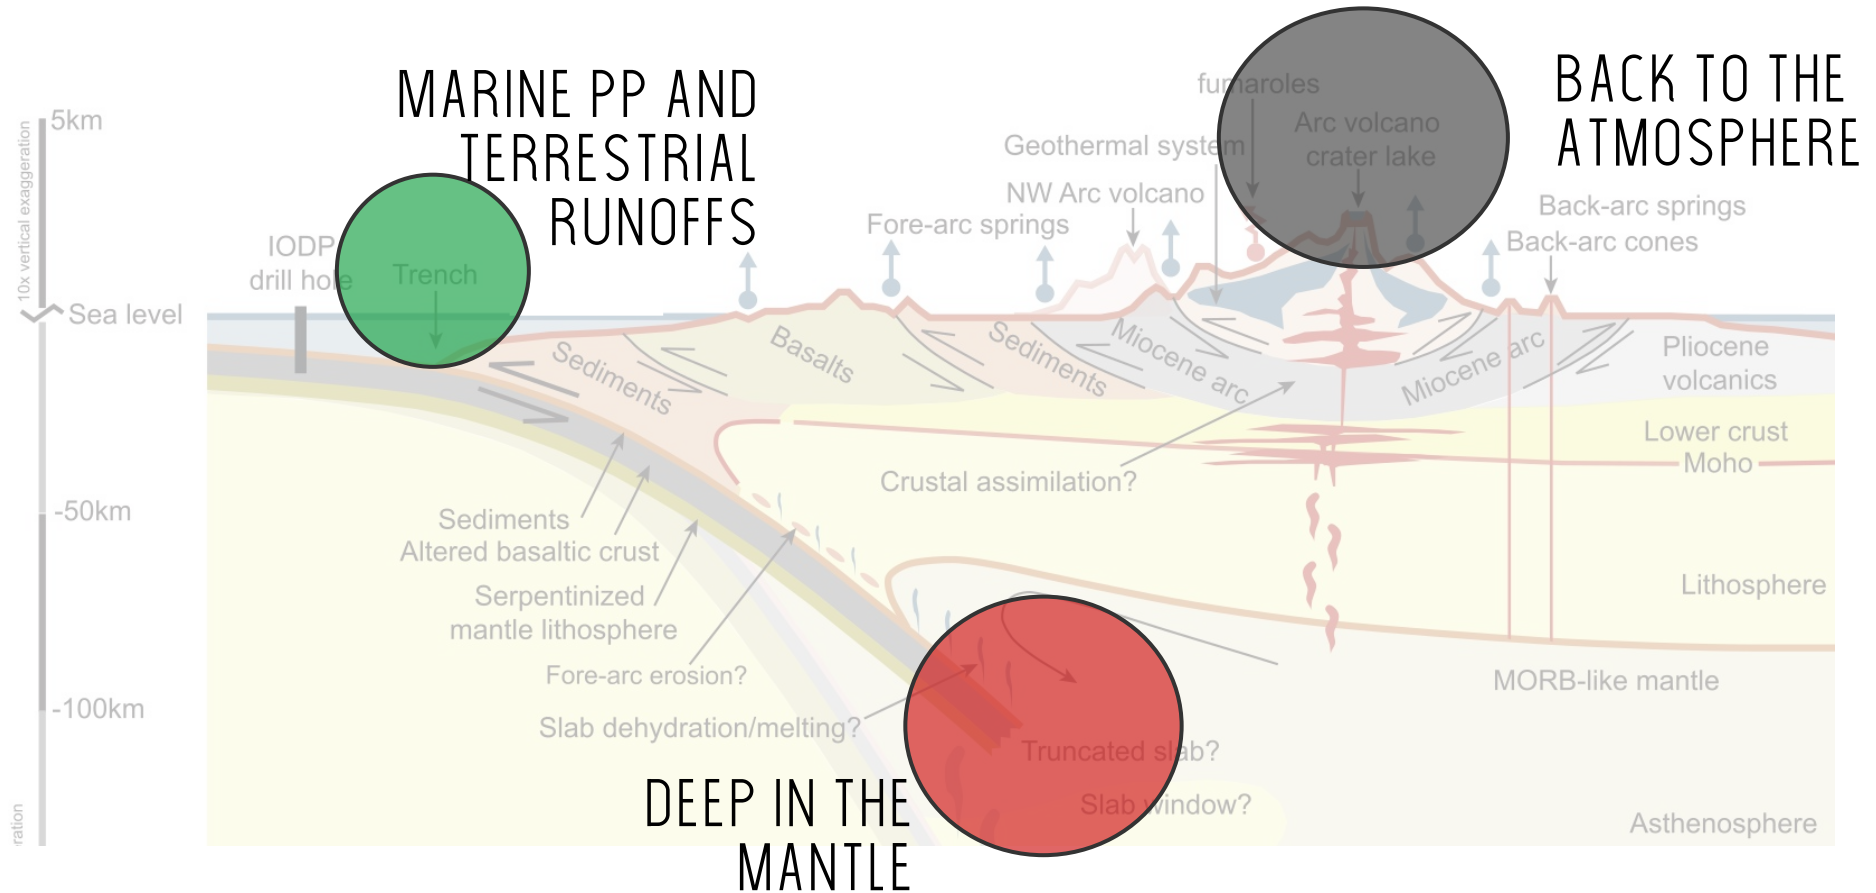 MARINE PP AND
TERRESTRIAL
RUNOFFS
BACK TO THE
ATMOSPHERE
DEEP IN THE
MANTLE
10x vertical exaggeration
5km
Sea level
-50km
-100km
ration
IODP
drill hole
Trench
Fore-arc springs
NW Arc volcano
Geothermal system
fumaroles
Arc volcano
crater lake
Back-arc springs
Back-arc cones
Sediments
Basalts
Sediments
Miocene arc
Miocene arc
Pliocene
volcanics
Lower crust
Moho
Crustal assimilation?
Sediments
Altered basaltic crust
Serpentinized
mantle lithosphere
Fore-arc erosion?
Slab dehydration/melting?
Truncated slab?
Slab window?
Lithosphere
MORB-like mantle
Asthenosphere